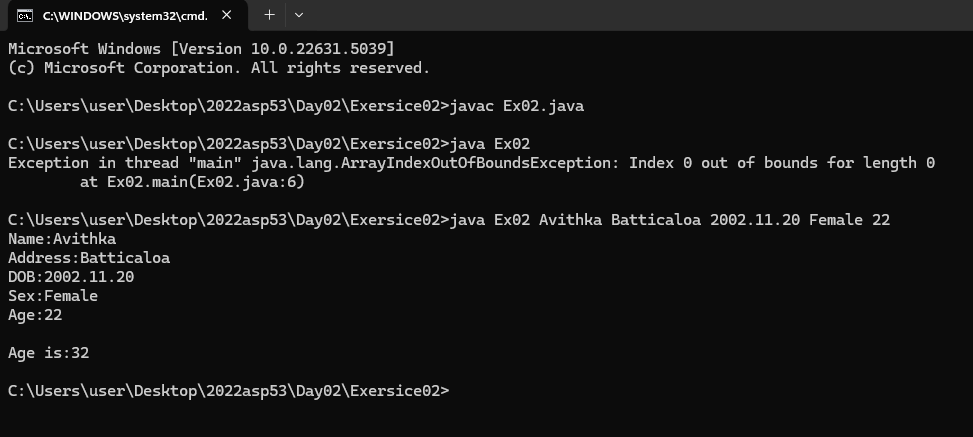 C:\WINDOWS\system32\cmd.
Microsoft Windows [Version 10.0.22631.5039]
(c) Microsoft Corporation. All rights reserved.
C:\Users\user\Desktop\2022asp53\Day02\Exersice02>javac Ex02.java
C:\Users\user\Desktop\2022asp53\Day02\Exersice02>java Ex02
Exception in thread "main" java.lang.ArrayIndexOutOfBoundsException: Index 0 out of bounds for length 0
        at Ex02.main(Ex02.java:6)
C:\Users\user\Desktop\2022asp53\Day02\Exersice02>java Ex02 Avithka Batticaloa 2002.11.20 Female 22
Name:Avithka
Address:Batticaloa
DOB:2002.11.20
Sex:Female
Age:22
Age is:32
C:\Users\user\Desktop\2022asp53\Day02\Exersice02>